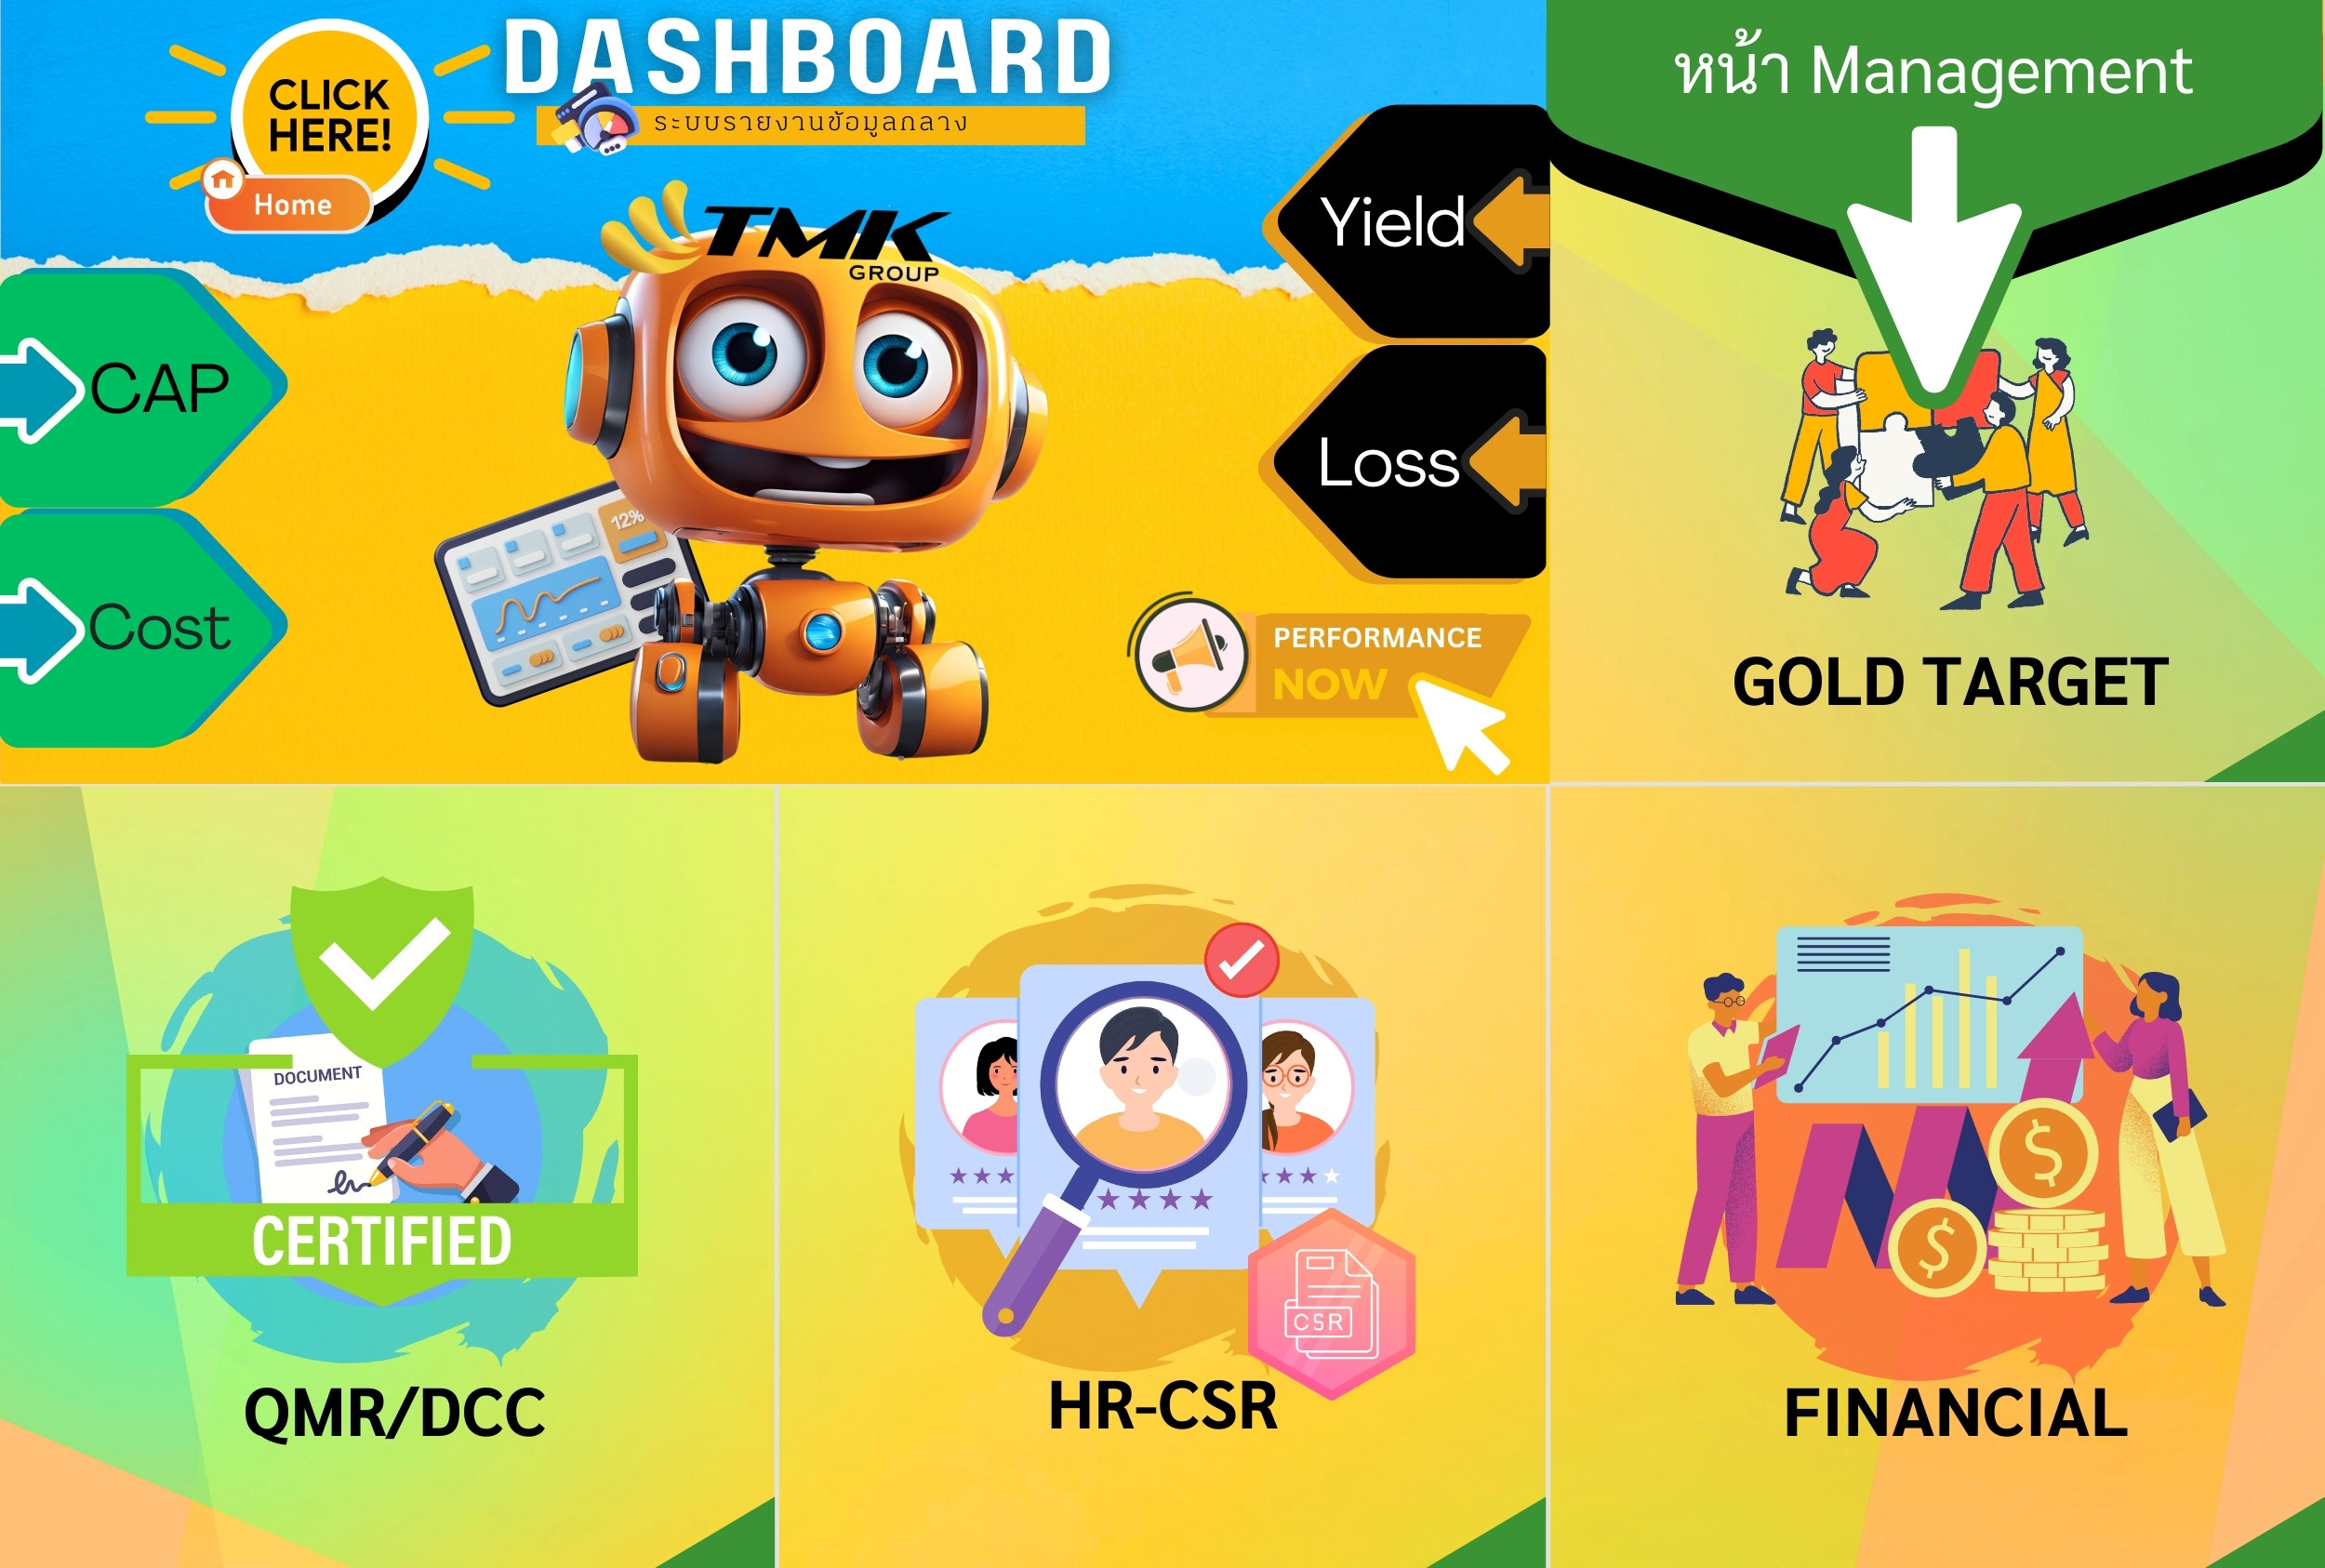 DASHBOARD
ระบบรายงานข้อมูลกลาง
CLICK
HERE!
Home
TMK
GROUP
CAP
Cost
12%
Yield
Loss
PERFORMANCE
NOW
หน้า Management
GOLD TARGET
DOCUMENT
CERTIFIED
QMR/DCC
CSR
HR-CSR
$
$
FINANCIAL